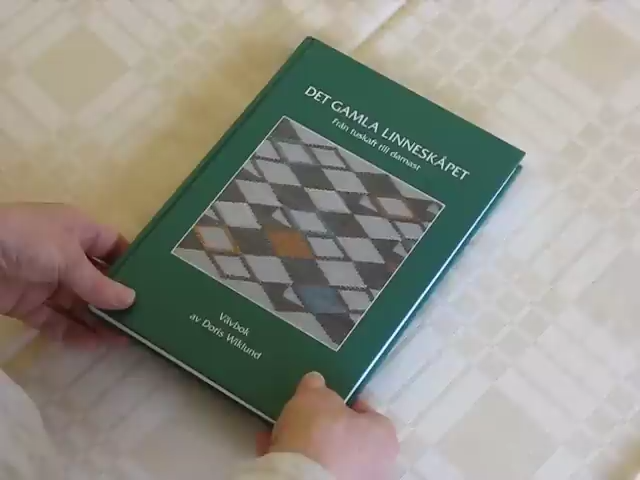 DET GAMLA LINNESKÅPET
Från tuskaft till damast
Vävbok
av Doris Wiklund